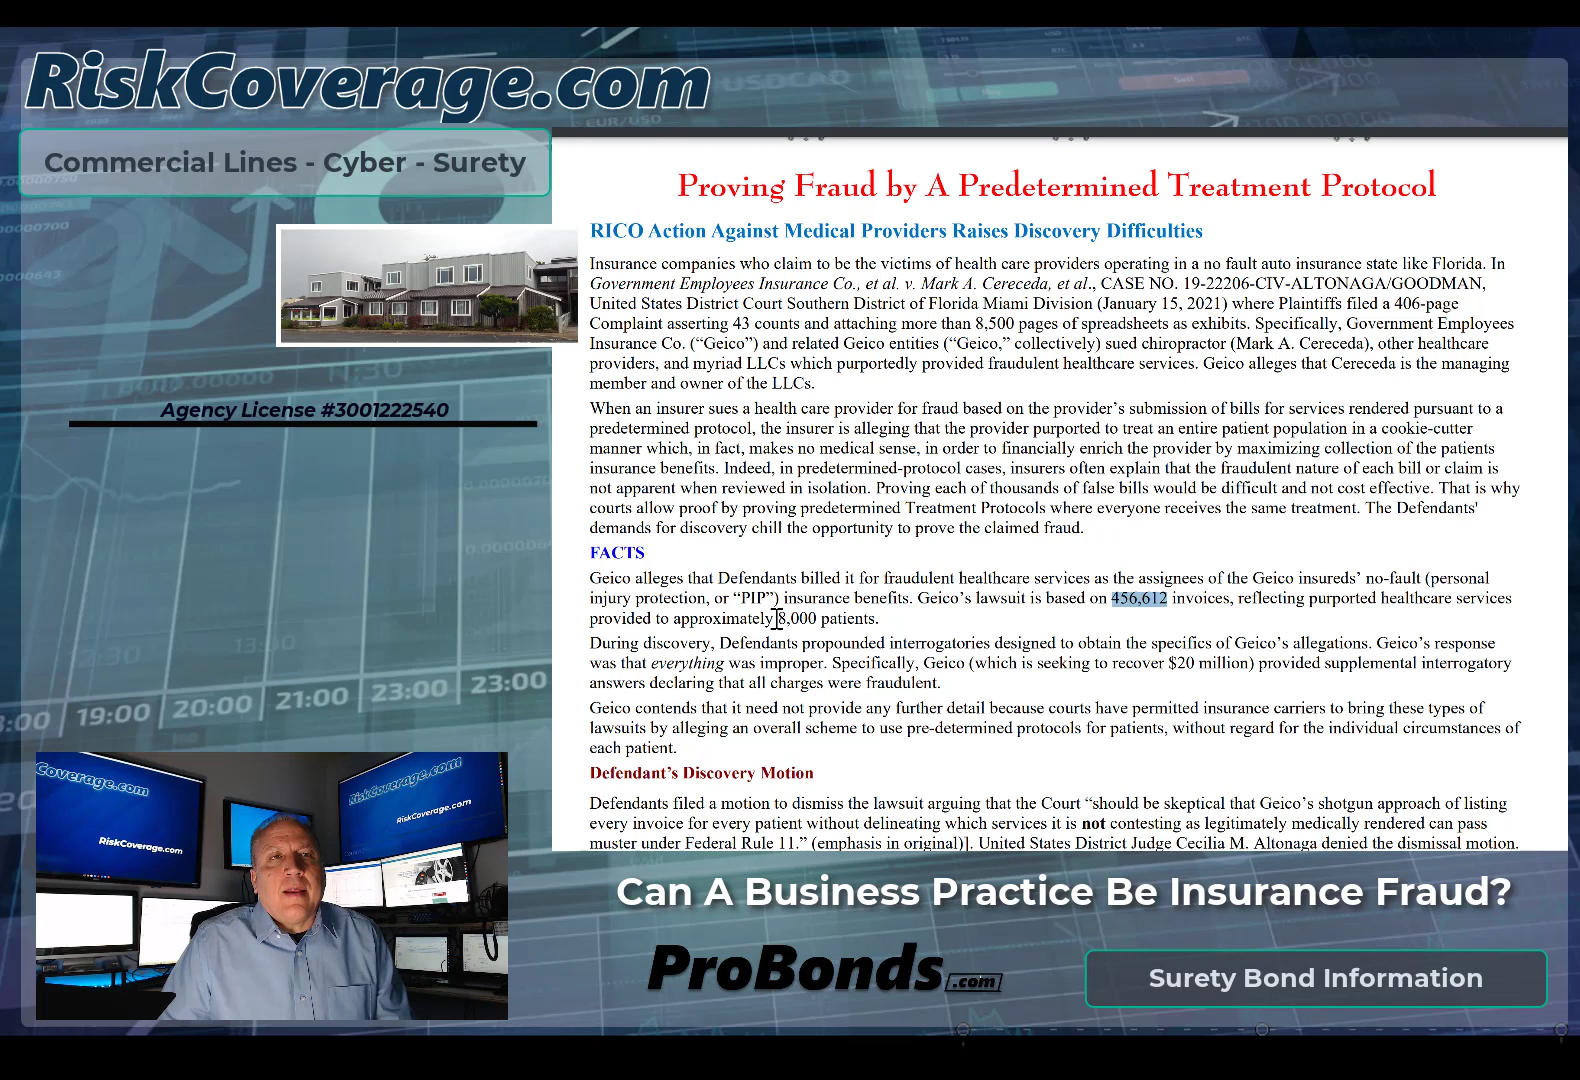 RiskCoverage.com
Commercial Lines - Cyber - Surety
EUR/USD
Agency License #3001222540
13:00
19:00
20:00
21:00
23:00
23:00
Proving Fraud by A Predetermined Treatment Protocol
RICO Action Against Medical Providers Raises Discovery Difficulties
Insurance companies who claim to be the victims of health care providers operating in a no fault auto insurance state like Florida. In
Government Employees Insurance Co., et al. v. Mark A. Cereceda, et al., CASE NO. 19-22206-CIV-ALTONAGA/GOODMAN,
United States District Court Southern District of Florida Miami Division (January 15, 2021) where Plaintiffs filed a 406-page
Complaint asserting 43 counts and attaching more than 8,500 pages of spreadsheets as exhibits. Specifically, Government Employees
Insurance Co. (“Geico”) and related Geico entities (“Geico,” collectively) sued chiropractor (Mark A. Cereceda), other healthcare
providers, and myriad LLCs which purportedly provided fraudulent healthcare services. Geico alleges that Cereceda is the managing
member and owner of the LLCs.
When an insurer sues a health care provider for fraud based on the provider’s submission of bills for services rendered pursuant to a
predetermined protocol, the insurer is alleging that the provider purported to treat an entire patient population in a cookie-cutter
manner which, in fact, makes no medical sense, in order to financially enrich the provider by maximizing collection of the patients
insurance benefits. Indeed, in predetermined-protocol cases, insurers often explain that the fraudulent nature of each bill or claim is
not apparent when reviewed in isolation. Proving each of thousands of false bills would be difficult and not cost effective. That is why
courts allow proof by proving predetermined Treatment Protocols where everyone receives the same treatment. The Defendants'
demands for discovery chill the opportunity to prove the claimed fraud.
FACTS
Geico alleges that Defendants billed it for fraudulent healthcare services as the assignees of the Geico insureds’ no-fault (personal
injury protection, or “PIP”) insurance benefits. Geico’s lawsuit is based on 456,612 invoices, reflecting purported healthcare services
provided to approximately 8,000 patients.
During discovery, Defendants propounded interrogatories designed to obtain the specifics of Geico’s allegations. Geico’s response
was that everything was improper. Specifically, Geico (which is seeking to recover $20 million) provided supplemental interrogatory
answers declaring that all charges were fraudulent.
Geico contends that it need not provide any further detail because courts have permitted insurance carriers to bring these types of
lawsuits by alleging an overall scheme to use pre-determined protocols for patients, without regard for the individual circumstances of
each patient.
Defendant’s Discovery Motion
Defendants filed a motion to dismiss the lawsuit arguing that the Court “should be skeptical that Geico’s shotgun approach of listing
every invoice for every patient without delineating which services it is not contesting as legitimately medically rendered can pass
muster under Federal Rule 11.” (emphasis in original)]. United States District Judge Cecilia M. Altonaga denied the dismissal motion.
Coverage.com
RiskCoverage.com
RiskCoverage.com
RiskCoverage.com
Can A Business Practice Be Insurance Fraud?
ProBonds.com
Surety Bond Information